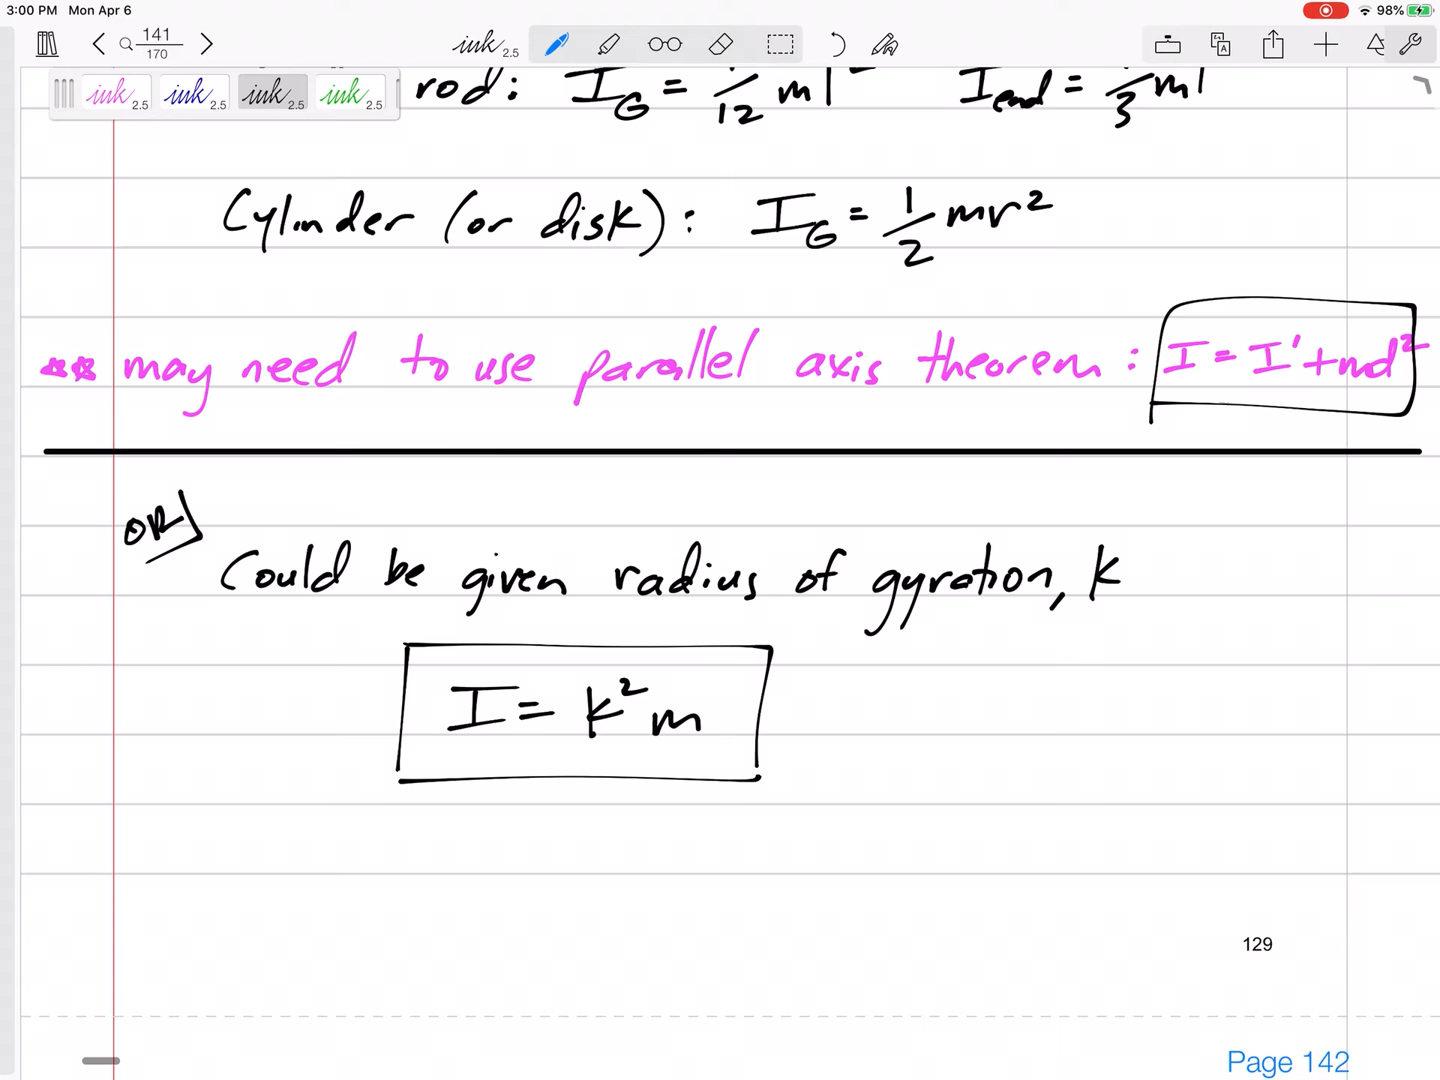 3:00 PM Mon Apr 6 98%
141
170
ink 2.5
ink 2.5 ink 2.5 ink 2.5 ink 2.5
rod: I_G = 1/12 ml² I_end = 1/3 ml
Cylinder (or disk): I_G = 1/2 mr²
** may need to use parallel axis theorem: I = I' + md²
OR
Could be given radius of gyration, k
I = k²m
129
Page 142